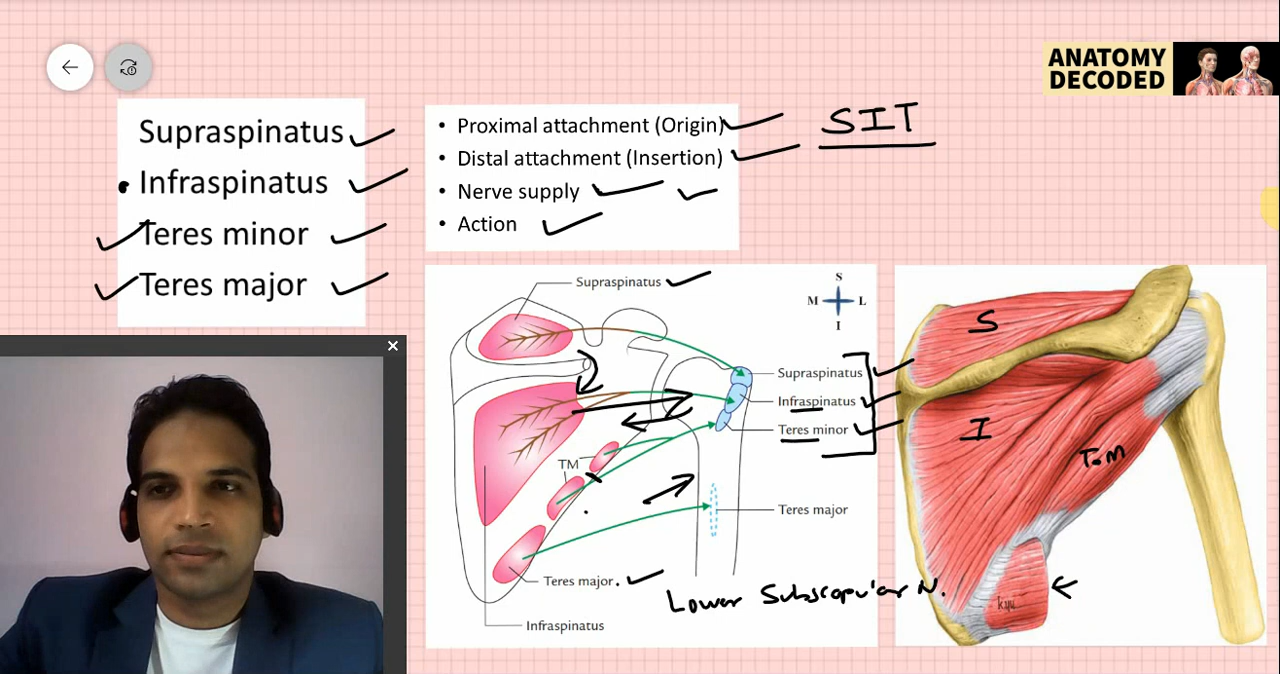 ANATOMY
DECODED
Supraspinatus
Infraspinatus
Teres minor
Teres major
• Proximal attachment (Origin)
• Distal attachment (Insertion)
• Nerve supply
• Action
SIT
Supraspinatus
S
M L
I
Supraspinatus
Infraspinatus
Teres minor
TM
Teres major
Teres major.
Infraspinatus
Lower Subscapular N.
S
I
T.M